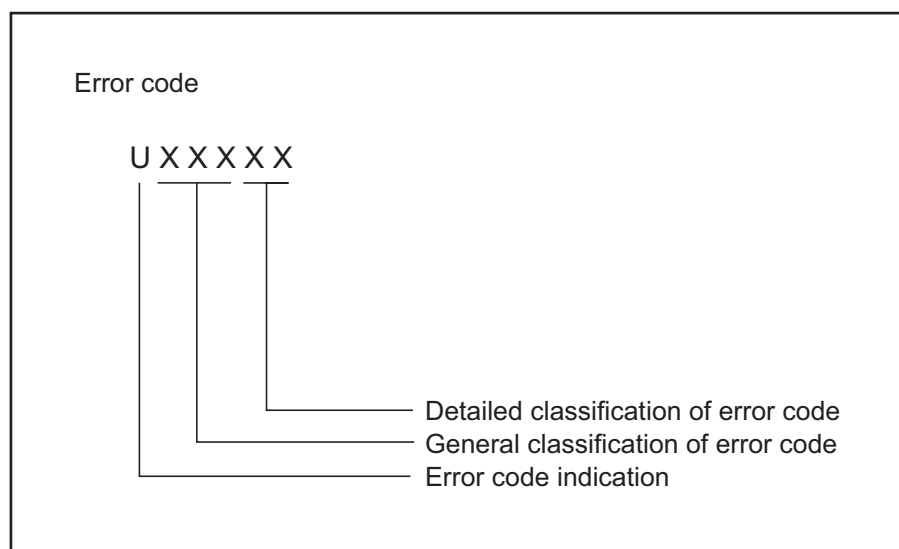 Error code
U X X X X X
Detailed classification of error code
General classification of error code
Error code indication